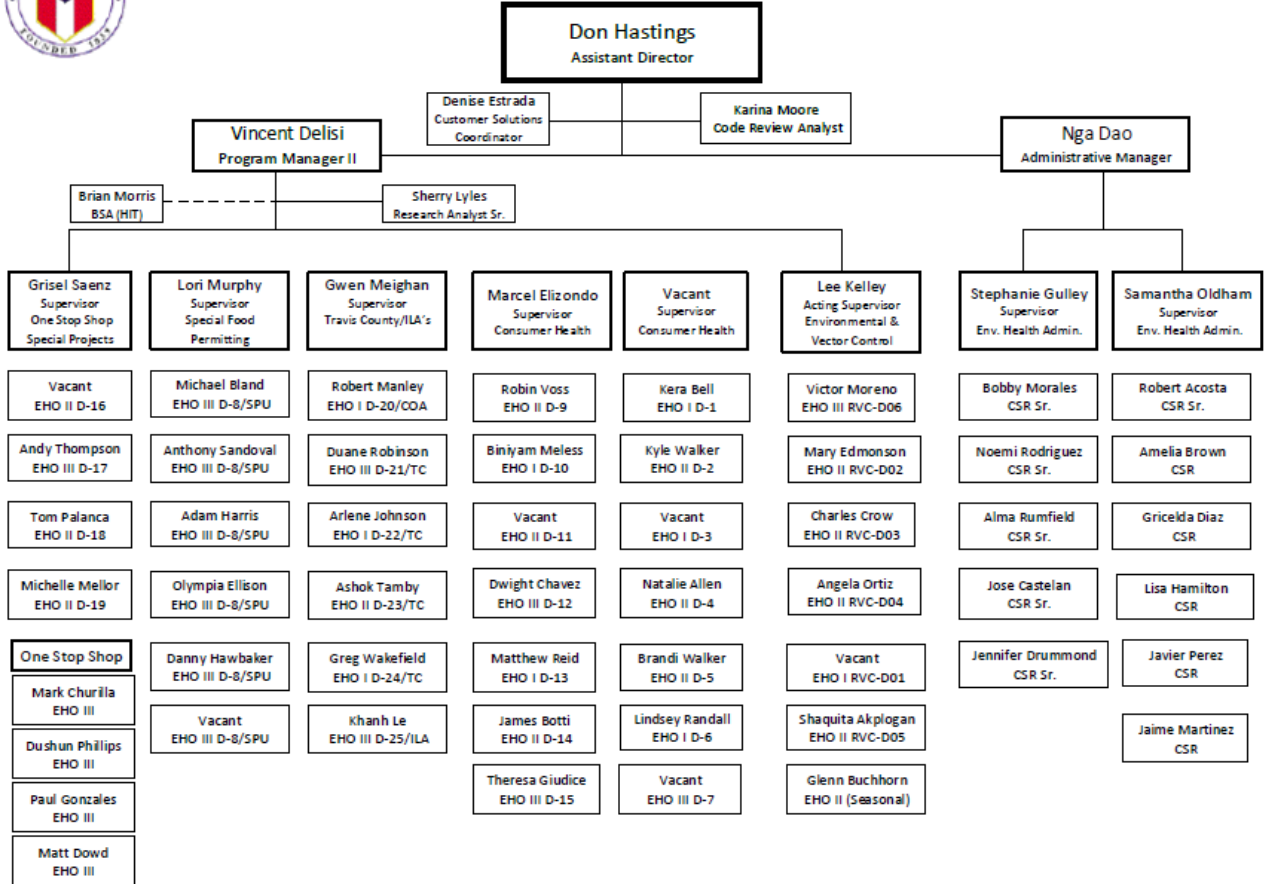 FOUNDED 1839
Don Hastings
Assistant Director
Denise Estrada
Customer Solutions
Coordinator
Karina Moore
Code Review Analyst
Vincent Delisi
Program Manager II
Nga Dao
Administrative Manager
Brian Morris
BSA (HIT)
Sherry Lyles
Research Analyst Sr.
Grisel Saenz
Supervisor
One Stop Shop
Special Projects
Lori Murphy
Supervisor
Special Food
Permitting
Gwen Meighan
Supervisor
Travis County/ILA's
Marcel Elizondo
Supervisor
Consumer Health
Vacant
Supervisor
Consumer Health
Lee Kelley
Acting Supervisor
Environmental &
Vector Control
Stephanie Gulley
Supervisor
Env. Health Admin.
Samantha Oldham
Supervisor
Env. Health Admin.
Vacant
EHO II D-16
Michael Bland
EHO III D-8/SPU
Robert Manley
EHO I D-20/COA
Robin Voss
EHO II D-9
Kera Bell
EHO I D-1
Victor Moreno
EHO III RVC-D06
Bobby Morales
CSR Sr.
Robert Acosta
CSR Sr.
Andy Thompson
EHO III D-17
Anthony Sandoval
EHO III D-8/SPU
Duane Robinson
EHO III D-21/TC
Biniyam Meless
EHO I D-10
Kyle Walker
EHO II D-2
Mary Edmonson
EHO II RVC-D02
Noemi Rodriguez
CSR Sr.
Amelia Brown
CSR
Tom Palanca
EHO II D-18
Adam Harris
EHO III D-8/SPU
Arlene Johnson
EHO I D-22/TC
Vacant
EHO II D-11
Vacant
EHO I D-3
Charles Crow
EHO II RVC-D03
Alma Rumfield
CSR Sr.
Gricelda Diaz
CSR
Michelle Mellor
EHO II D-19
Olympia Ellison
EHO III D-8/SPU
Ashok Tamby
EHO II D-23/TC
Dwight Chavez
EHO III D-12
Natalie Allen
EHO II D-4
Angela Ortiz
EHO II RVC-D04
Jose Castelan
CSR Sr.
Lisa Hamilton
CSR
One Stop Shop
Danny Hawbaker
EHO III D-8/SPU
Greg Wakefield
EHO I D-24/TC
Matthew Reid
EHO I D-13
Brandi Walker
EHO II D-5
Vacant
EHO I RVC-D01
Jennifer Drummond
CSR Sr.
Javier Perez
CSR
Mark Churilla
EHO III
Vacant
EHO III D-8/SPU
Khanh Le
EHO III D-25/ILA
James Botti
EHO II D-14
Lindsey Randall
EHO I D-6
Shaquita Akplogan
EHO II RVC-D05
Jaime Martinez
CSR
Dushun Phillips
EHO III
Theresa Giudice
EHO III D-15
Vacant
EHO III D-7
Glenn Buchhorn
EHO II (Seasonal)
Paul Gonzales
EHO III
Matt Dowd
EHO III